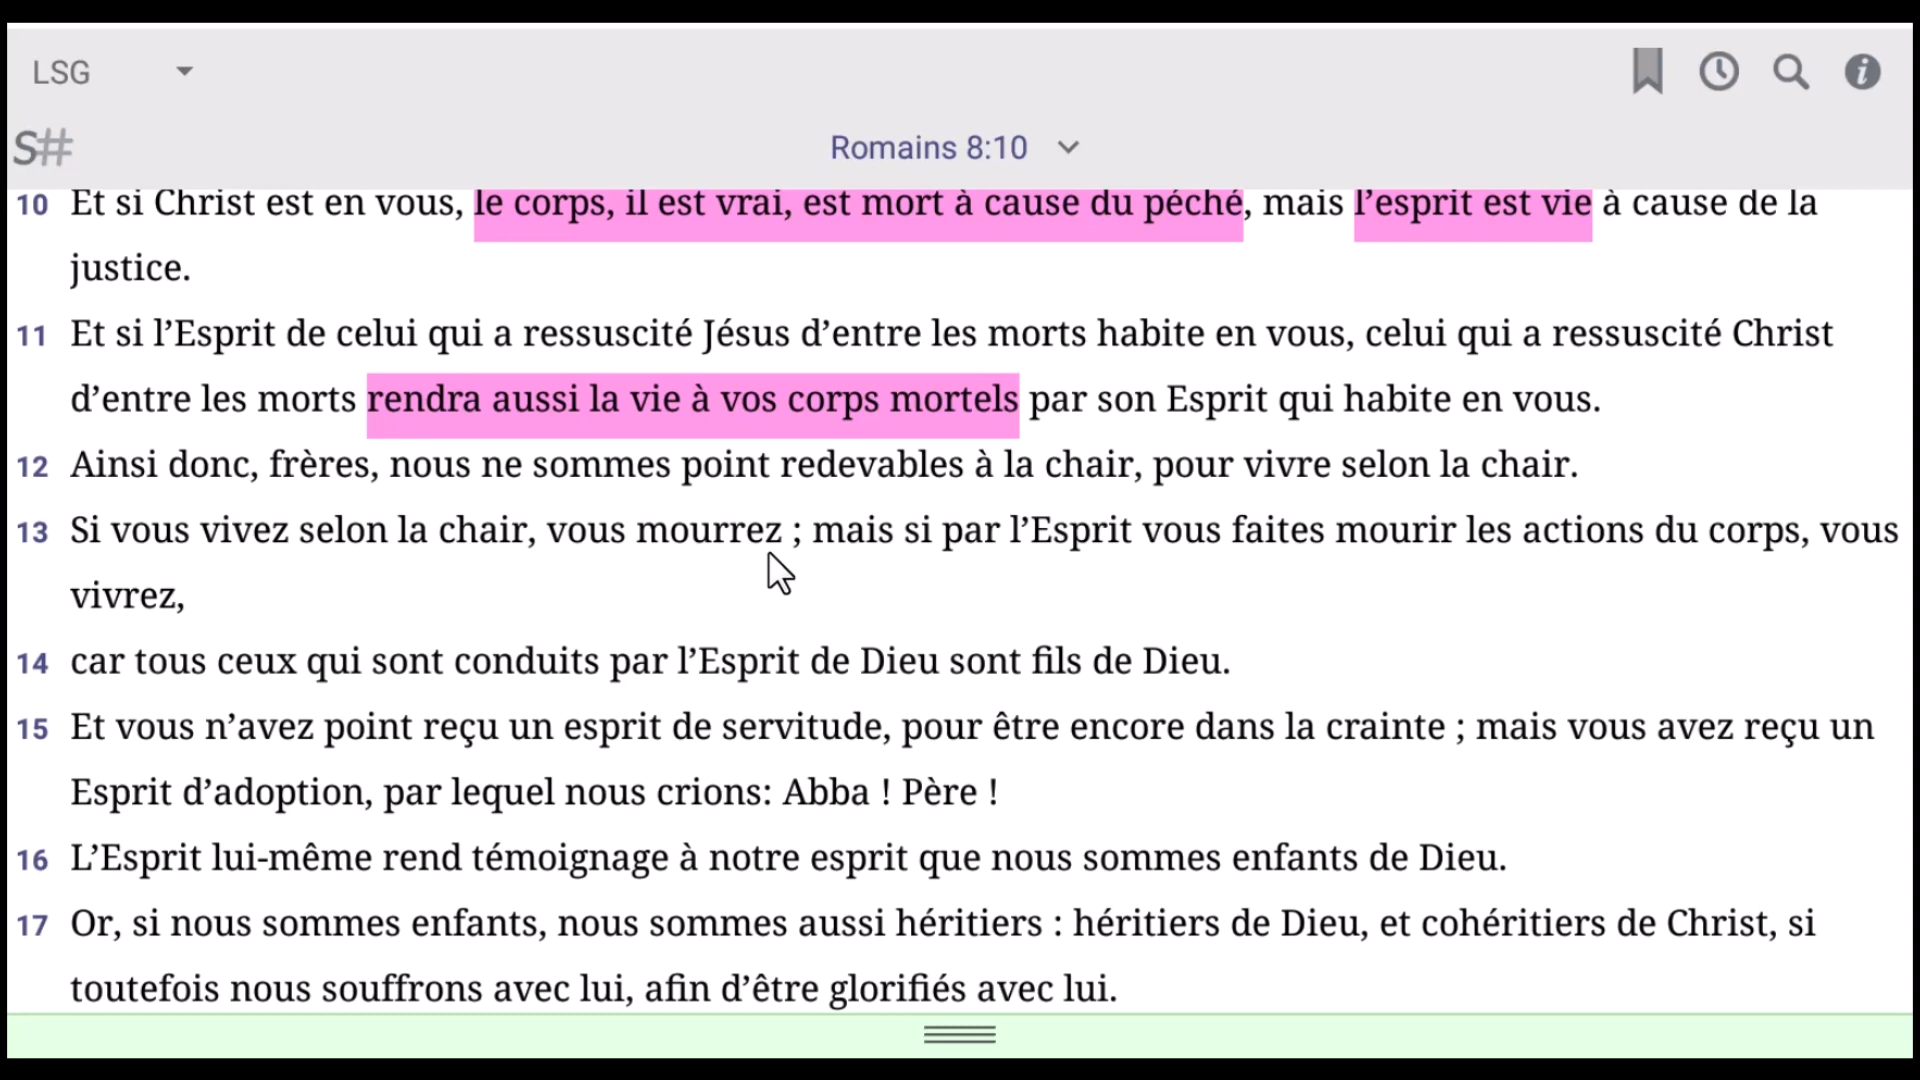 LSG
S#
Romains 8:10
10 Et si Christ est en vous, le corps, il est vrai, est mort à cause du péché, mais l’esprit est vie à cause de la
justice.
11 Et si l’Esprit de celui qui a ressuscité Jésus d’entre les morts habite en vous, celui qui a ressuscité Christ
d’entre les morts rendra aussi la vie à vos corps mortels par son Esprit qui habite en vous.
12 Ainsi donc, frères, nous ne sommes point redevables à la chair, pour vivre selon la chair.
13 Si vous vivez selon la chair, vous mourrez ; mais si par l’Esprit vous faites mourir les actions du corps, vous
vivrez,
14 car tous ceux qui sont conduits par l’Esprit de Dieu sont fils de Dieu.
15 Et vous n’avez point reçu un esprit de servitude, pour être encore dans la crainte ; mais vous avez reçu un
Esprit d’adoption, par lequel nous crions: Abba ! Père !
16 L’Esprit lui-même rend témoignage à notre esprit que nous sommes enfants de Dieu.
17 Or, si nous sommes enfants, nous sommes aussi héritiers : héritiers de Dieu, et cohéritiers de Christ, si
toutefois nous souffrons avec lui, afin d’être glorifiés avec lui.